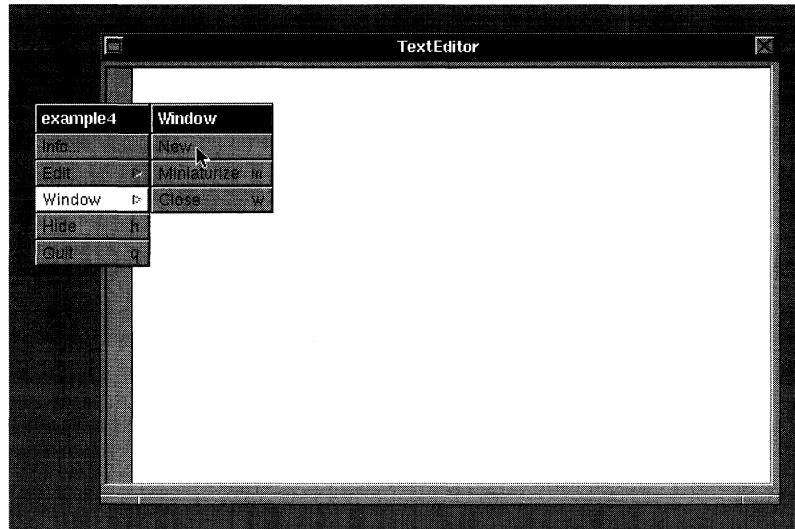 TextEditor
example4
Info...
Edit
Window
Hide h
Quit q
Window
New
Miniaturize m
Close w